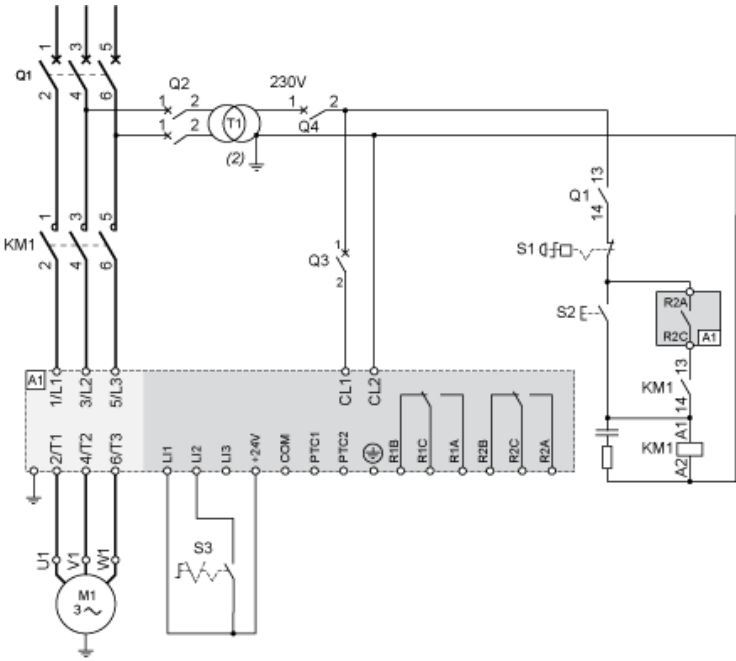 1 3 5
Q1
2 4 6
Q2
1 2
1 2
T1
(2)
230V
1 2
Q4
13
Q1
14
1 3 5
KM1
2 4 6
1
Q3
2
S1
S2
R2A
R2C A1
13
KM1
14
A1
KM1
A2
A1
1/L1 3/L2 5/L3 CL1 CL2
2/T1 4/T2 6/T3 LI1 LI2 LI3 +24V COM PTC1 PTC2 R1B R1C R1A R2B R2C R2A
S3
U1 V1 W1
M1
3